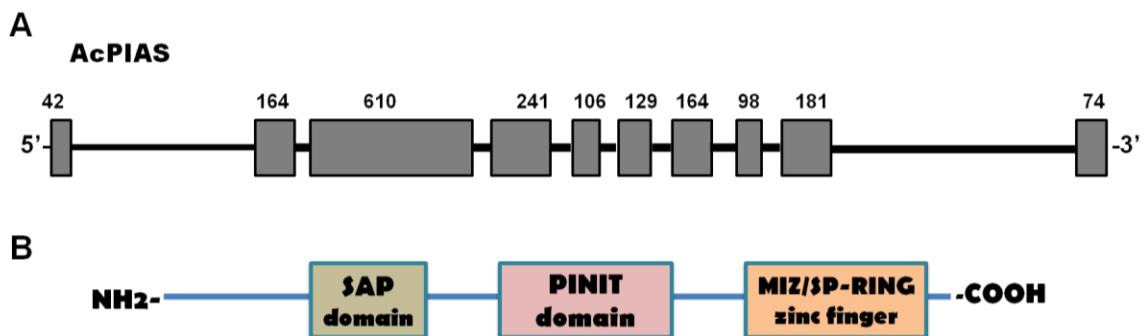 A
AcPIAS
42 164 610 241 106 129 164 98 181 74
5’- -3’
B
NH2- SAP domain PINIT domain MIZ/SP-RING zinc finger -COOH